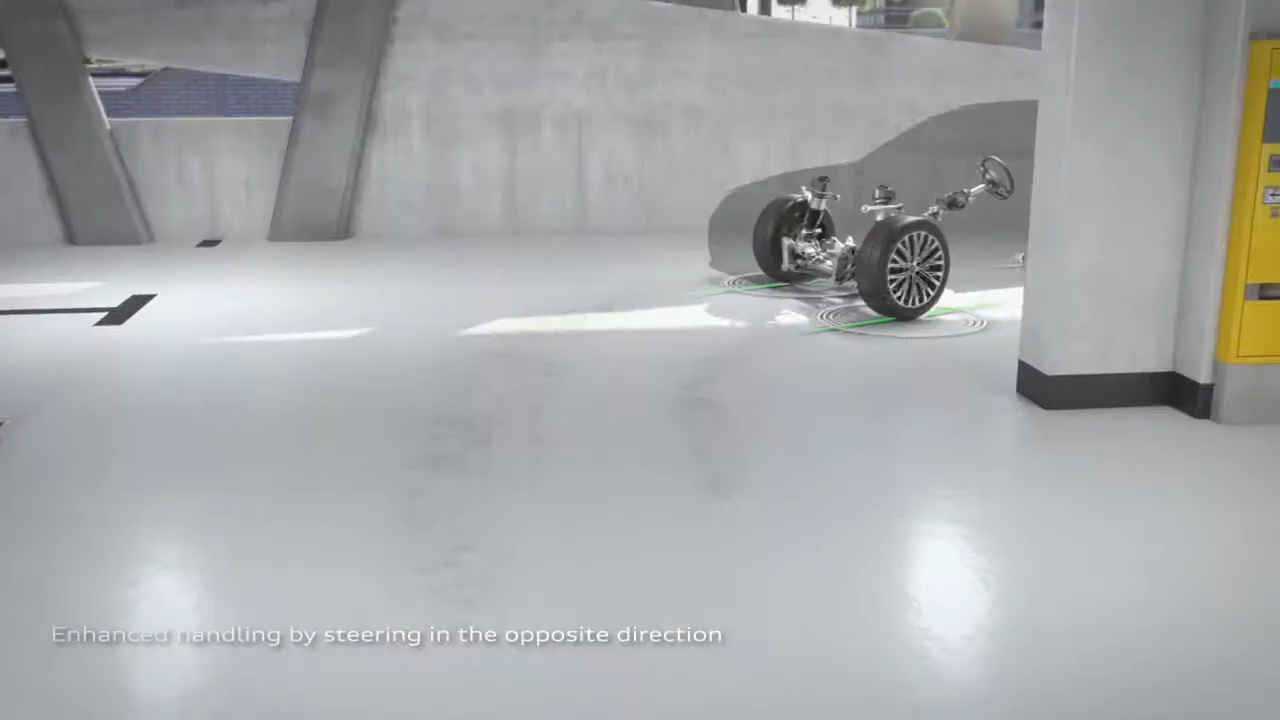 Enhanced handling by steering in the opposite direction